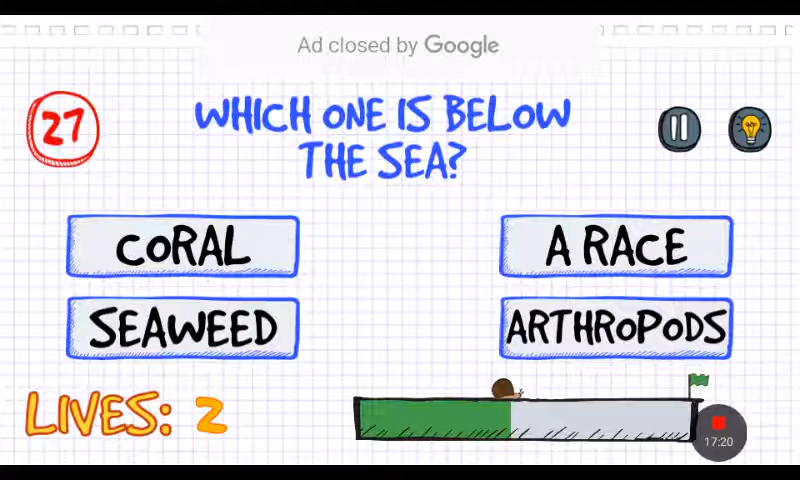 Ad closed by Google
27
WHICH ONE IS BELOW
THE SEA?
CORAL
A RACE
SEAWEED
ARTHROPODS
LIVES: 2
17:20